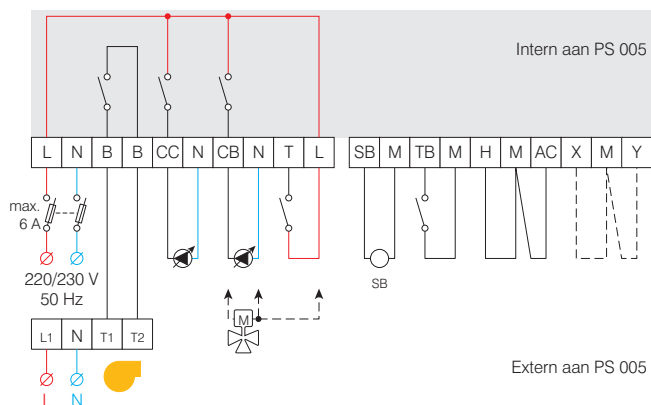 Intern aan PS 005
L N B B CC N CB N T L SB M TB M H M AC X M Y
max.
6 A
220/230 V
50 Hz
SB
M
L1 N T1 T2
Extern aan PS 005
L N